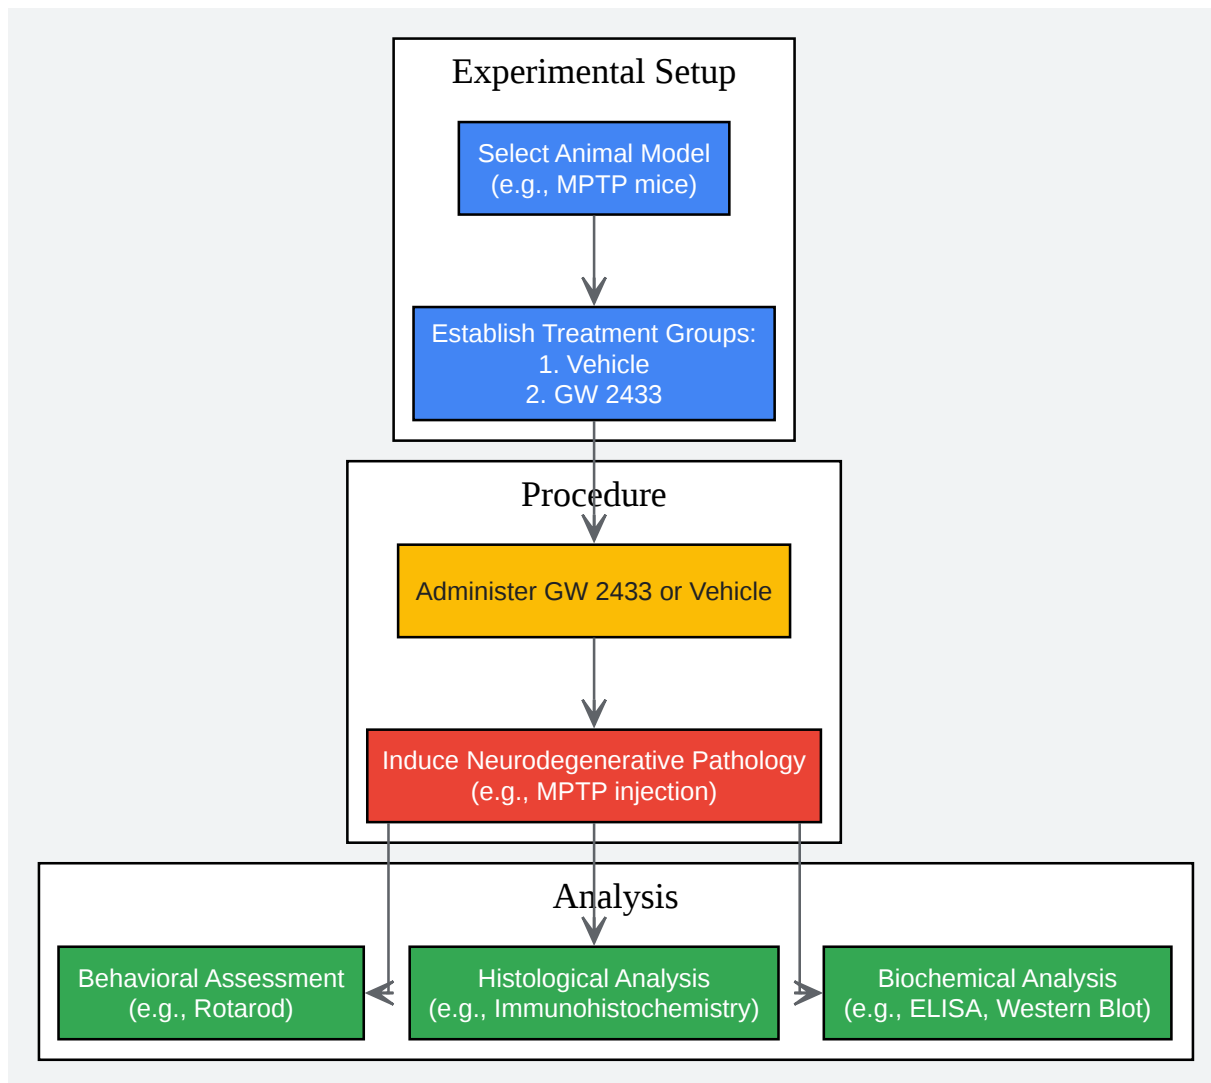 Experimental Setup
Select Animal Model
(e.g., MPTP mice)
Establish Treatment Groups:
1. Vehicle
2. GW 2433
Procedure
Administer GW 2433 or Vehicle
Induce Neurodegenerative Pathology
(e.g., MPTP injection)
Analysis
Behavioral Assessment
(e.g., Rotarod)
Histological Analysis
(e.g., Immunohistochemistry)
Biochemical Analysis
(e.g., ELISA, Western Blot)